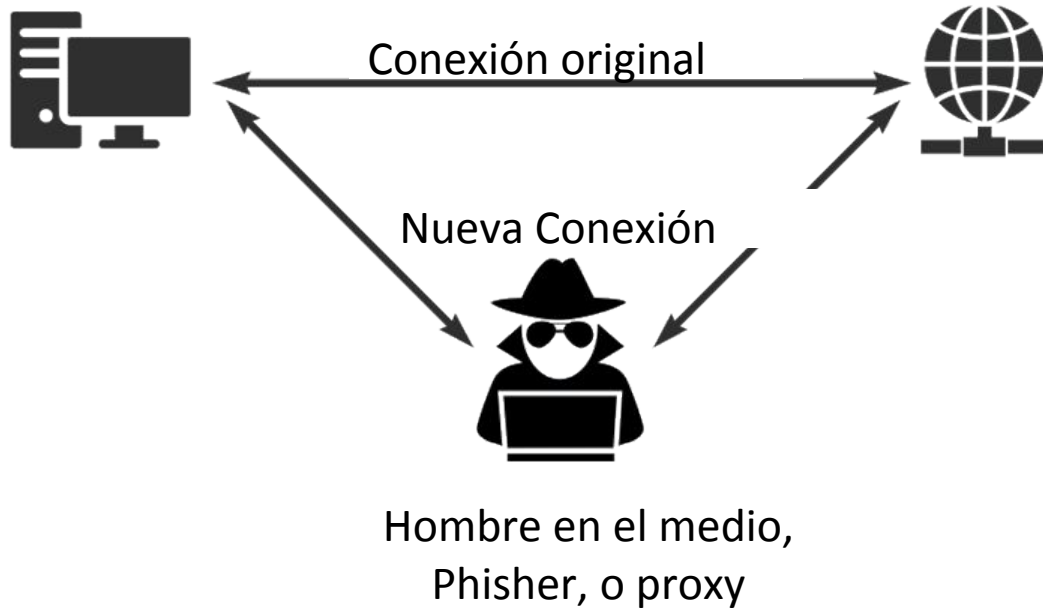 Conexión original
Nueva Conexión
Hombre en el medio,
Phisher, o proxy